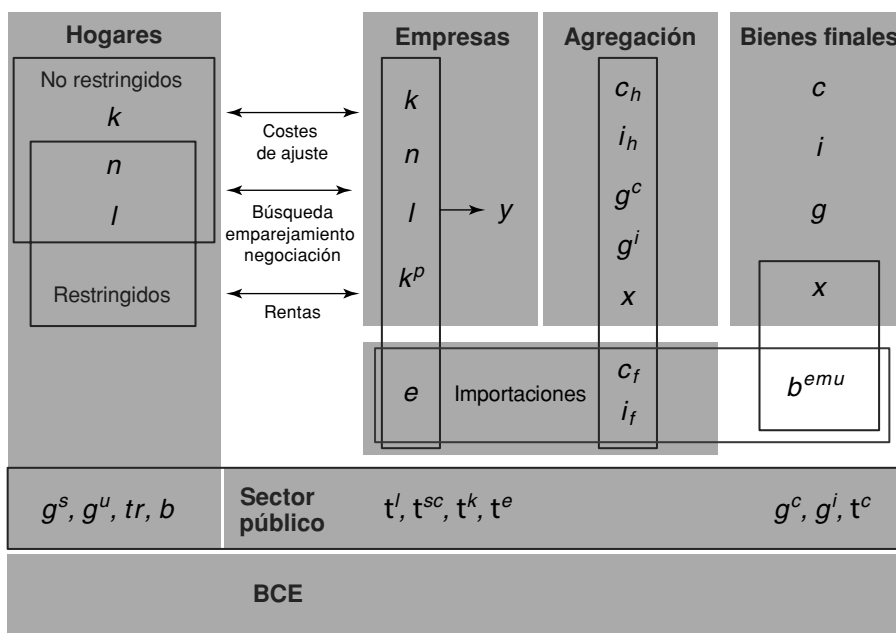 Hogares
No restringidos
k
n
l
Restringidos
Costes
de ajuste
Búsqueda
emparejamiento
negociación
Rentas
Empresas
k
n
l
y
k^p
e
Importaciones
Agregación
c_h
i_h
g^c
g^i
x
c_f
i_f
Bienes finales
c
i
g
x
b^emu
g^s, g^u, tr, b
Sector
público
t^l, t^sc, t^k, t^e
g^c, g^i, t^c
BCE